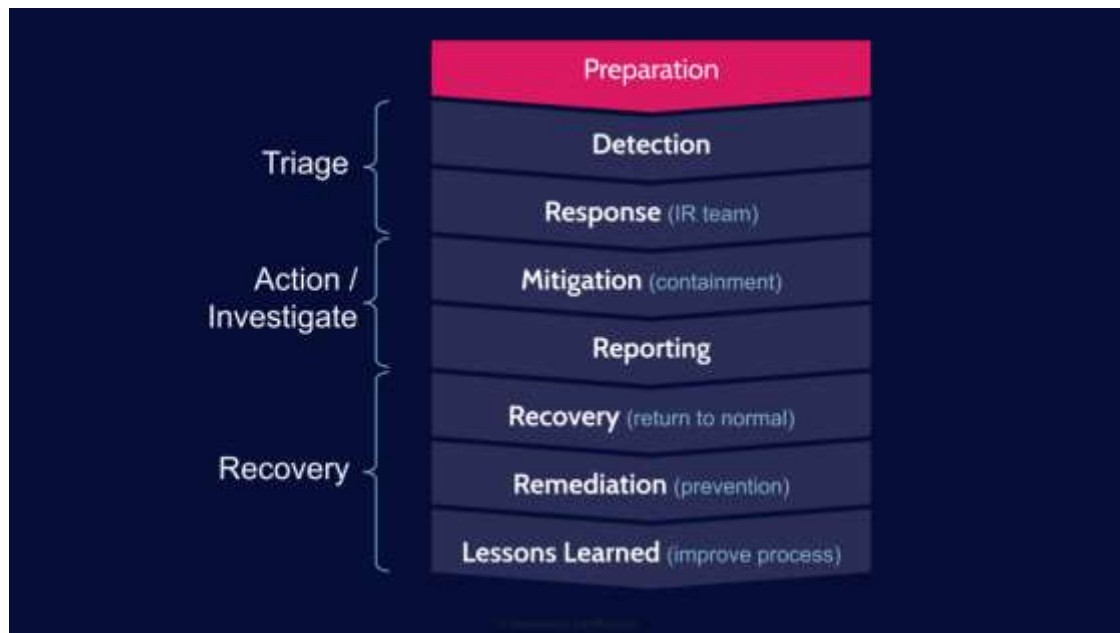 Preparation
Triage
Detection
Response (IR team)
Action /
Investigate
Mitigation (containment)
Reporting
Recovery
Recovery (return to normal)
Remediation (prevention)
Lessons Learned (improve process)